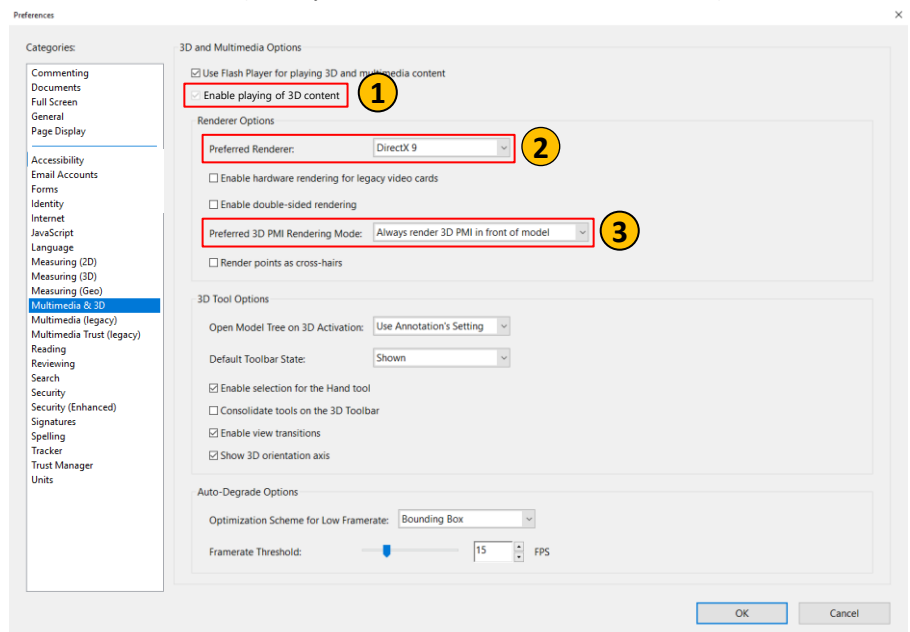 Preferences
Categories:
Commenting
Documents
Full Screen
General
Page Display
Accessibility
Email Accounts
Forms
Identity
Internet
JavaScript
Language
Measuring (2D)
Measuring (3D)
Measuring (Geo)
Multimedia & 3D
Multimedia (legacy)
Multimedia Trust (legacy)
Reading
Reviewing
Search
Security
Security (Enhanced)
Signatures
Spelling
Tracker
Trust Manager
Units
3D and Multimedia Options
Use Flash Player for playing 3D and multimedia content
Enable playing of 3D content
1
Renderer Options
Preferred Renderer: DirectX 9
2
Enable hardware rendering for legacy video cards
Enable double-sided rendering
Preferred 3D PMI Rendering Mode: Always render 3D PMI in front of model
3
Render points as cross-hairs
3D Tool Options
Open Model Tree on 3D Activation: Use Annotation's Setting
Default Toolbar State: Shown
Enable selection for the Hand tool
Consolidate tools on the 3D Toolbar
Enable view transitions
Show 3D orientation axis
Auto-Degrade Options
Optimization Scheme for Low Framerate: Bounding Box
Framerate Threshold: 15 FPS
OK Cancel